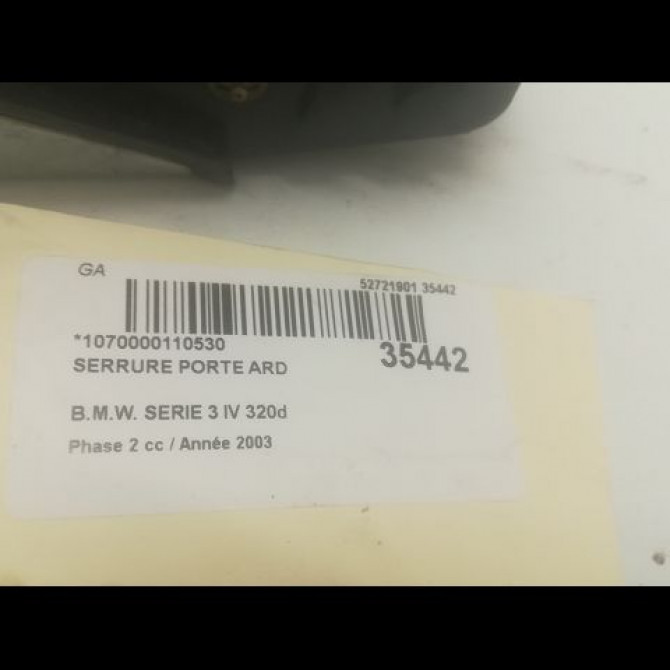 GA
52721901 35442
*1070000110530
35442
SERRURE PORTE ARD
B.M.W. SERIE 3 IV 320d
Phase 2 cc / Année 2003